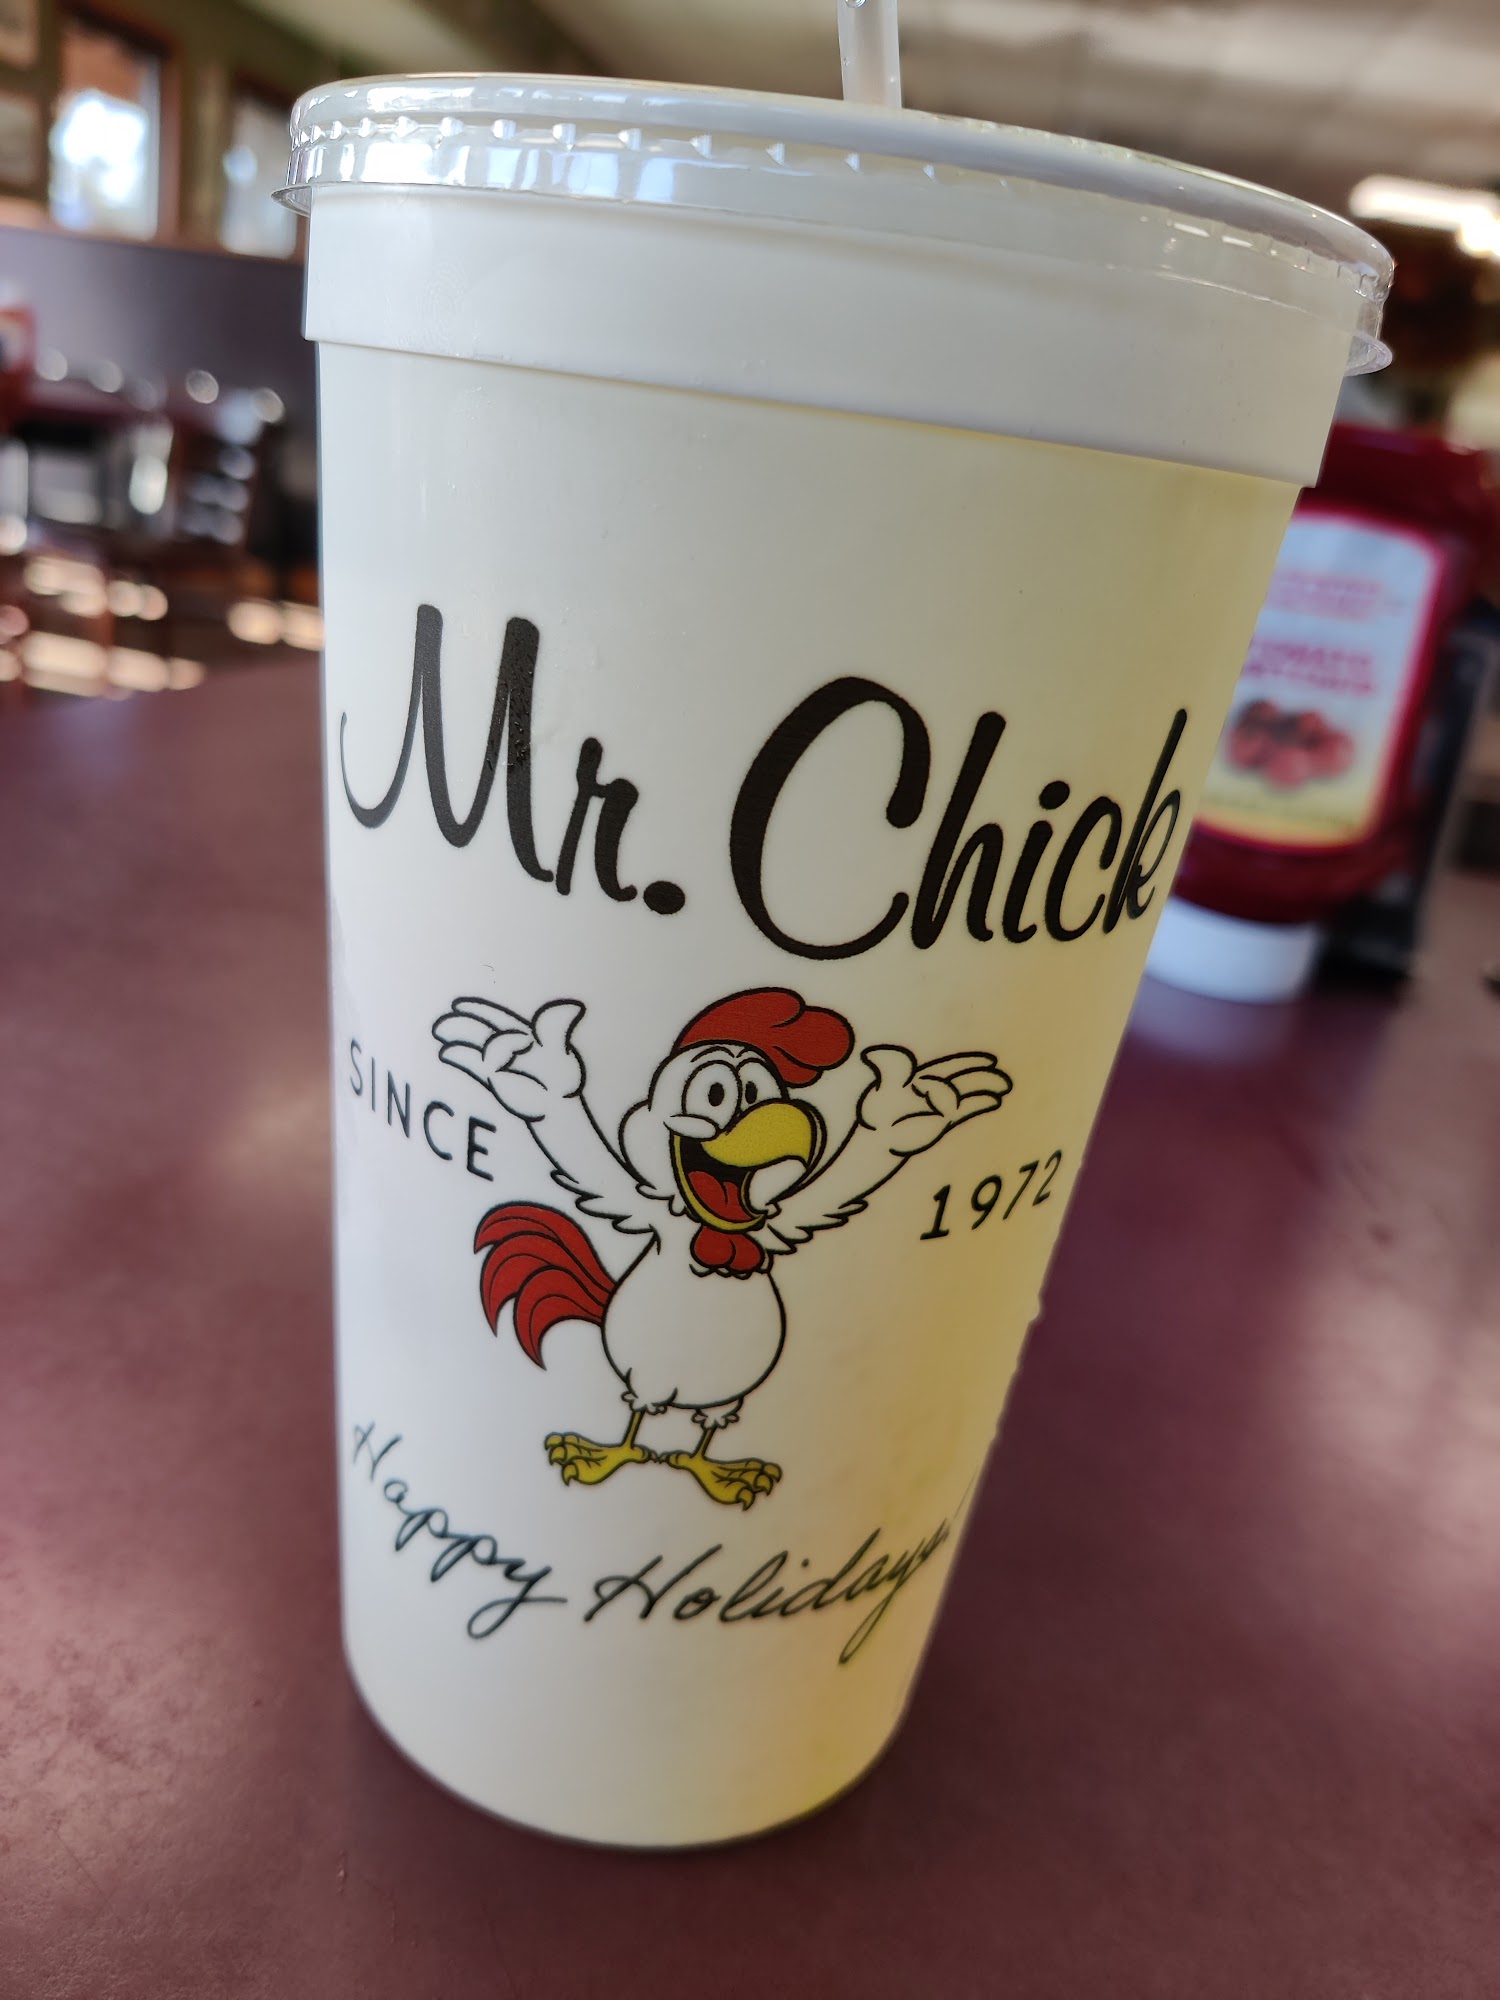 Mr. Chick
SINCE 1972
Happy Holidays!